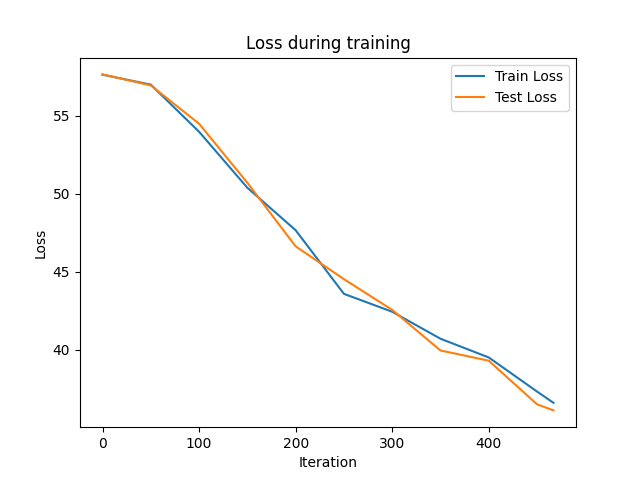 Loss during training
Train Loss
Test Loss
55
50
45
40
Loss
0 100 200 300 400
Iteration